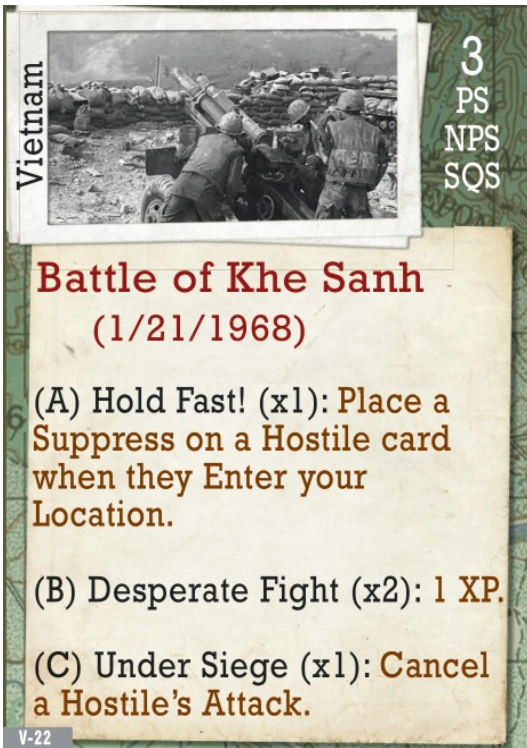 Vietnam
3
PS
NPS
SQS
Battle of Khe Sanh
(1/21/1968)
(A) Hold Fast! (x1): Place a
Suppress on a Hostile card
when they Enter your
Location.
(B) Desperate Fight (x2): 1 XP.
(C) Under Siege (x1): Cancel
a Hostile's Attack.
V-22